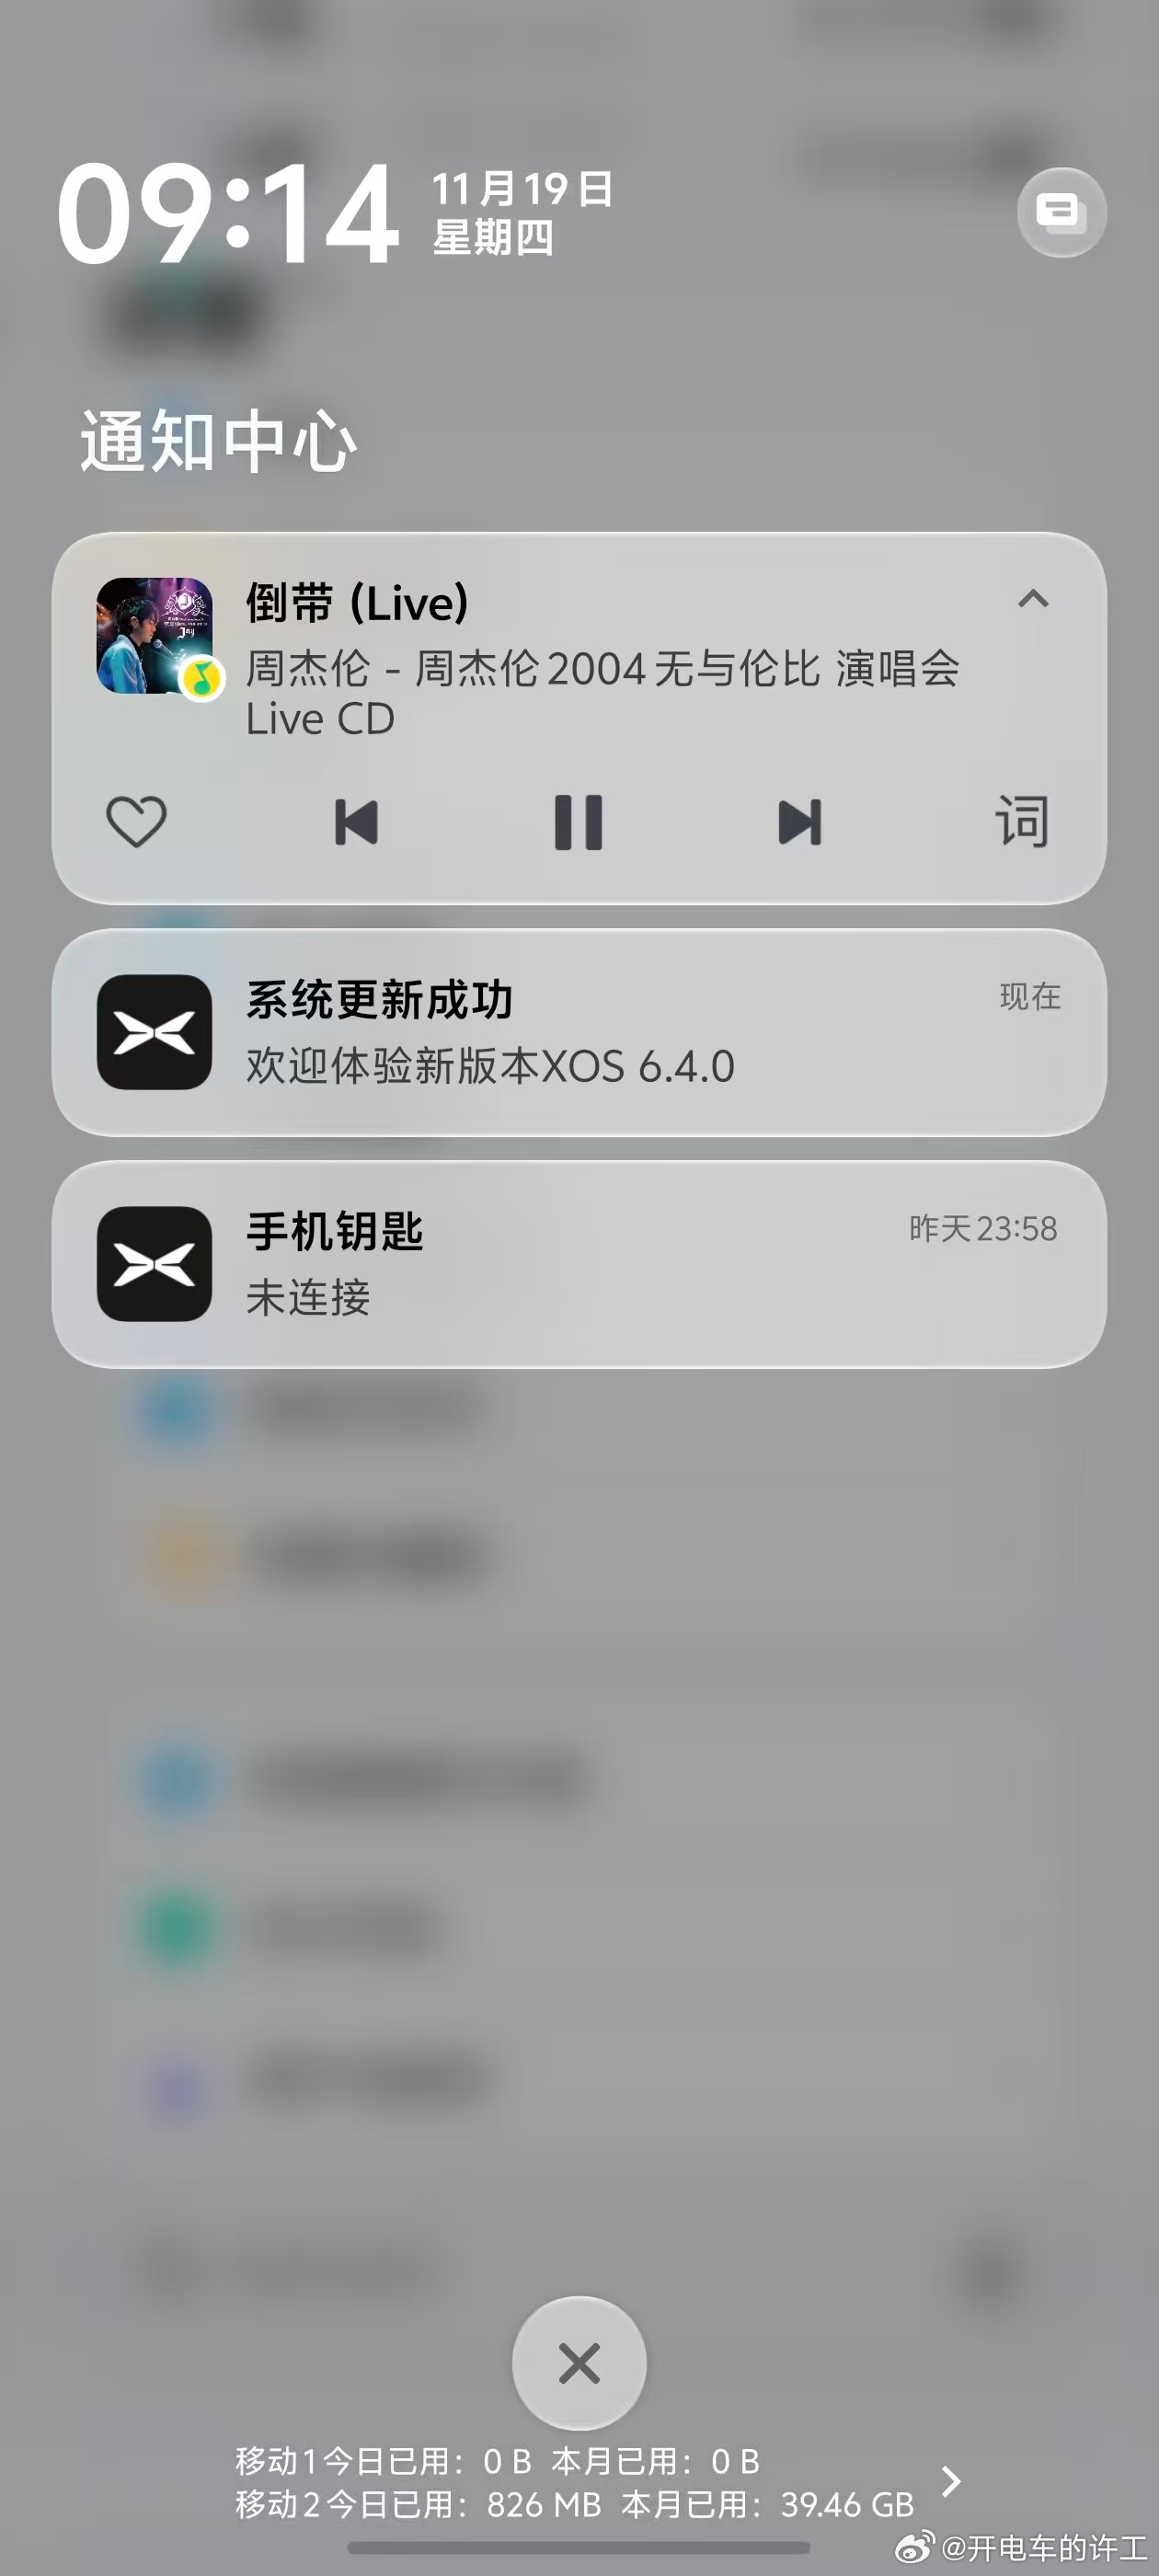 09:14
11月19日
星期四
通知中心
倒带 (Live)
周杰伦 - 周杰伦2004无与伦比 演唱会
Live CD
词
系统更新成功
现在
欢迎体验新版本XOS 6.4.0
手机钥匙
昨天23:58
未连接
移动1今日已用：0 B 本月已用：0 B
移动2今日已用：826 MB 本月已用：39.46 GB
@开电车的许工